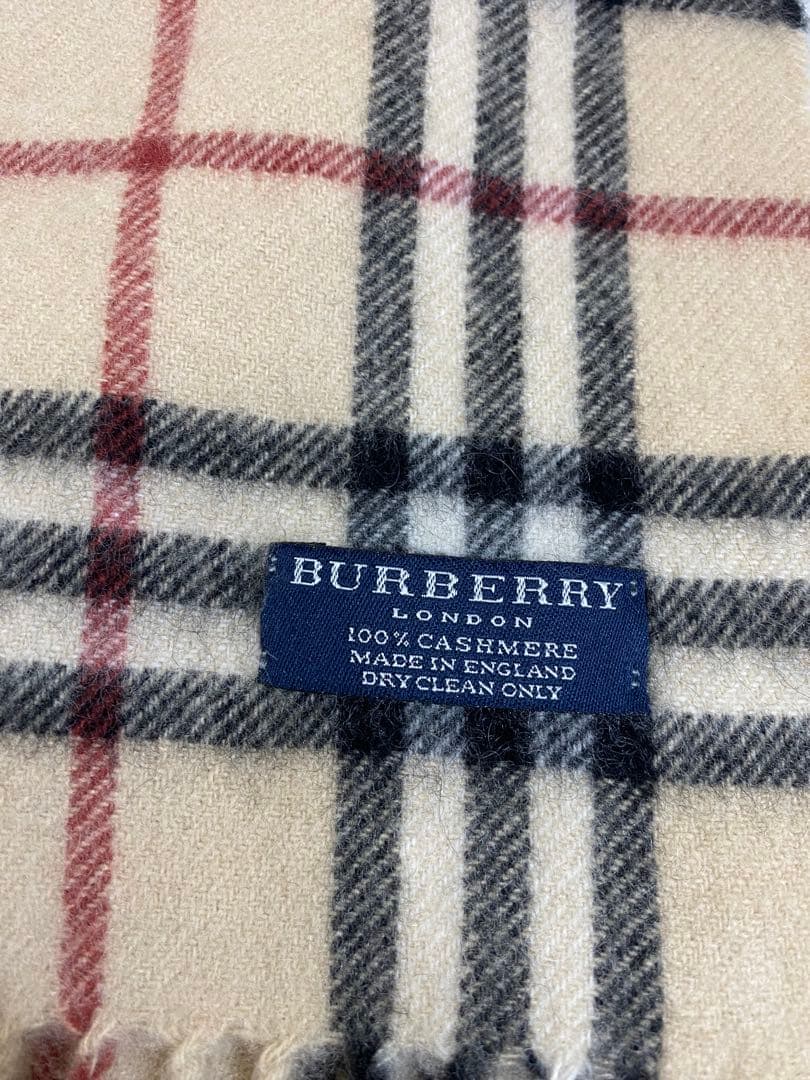 BURBERRY
LONDON
100% CASHMERE
MADE IN ENGLAND
DRY CLEAN ONLY